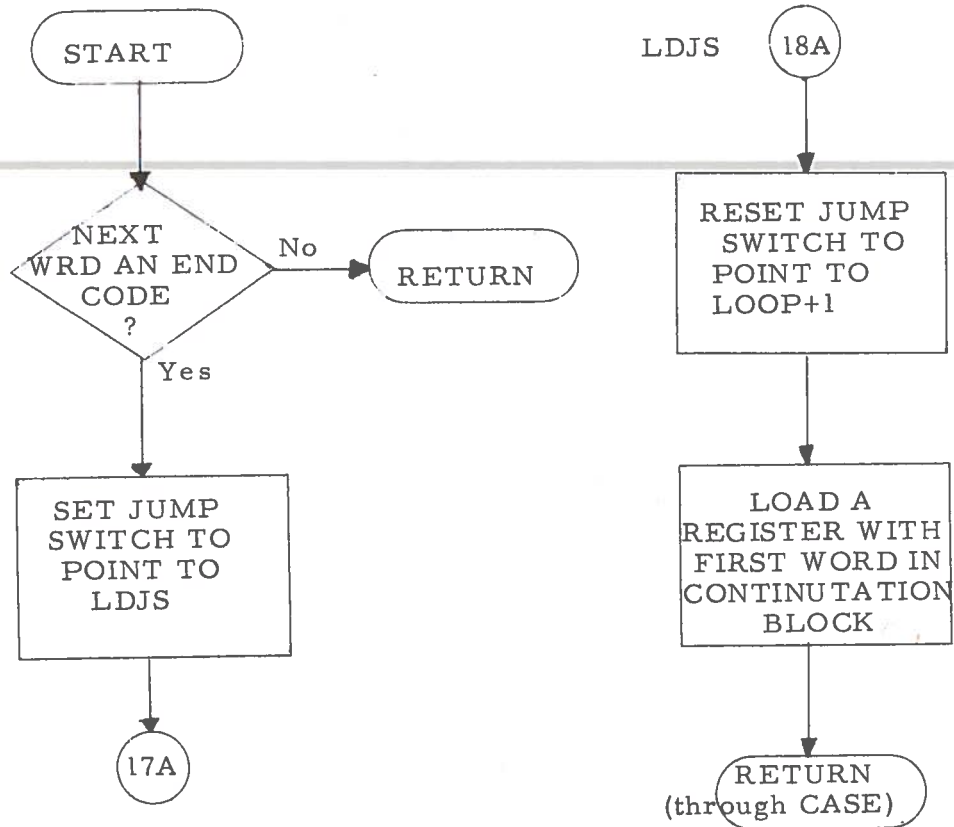 START
NEXT
WRD AN END
CODE
?
No
RETURN
Yes
SET JUMP
SWITCH TO
POINT TO
LDJS
17A
LDJS
18A
RESET JUMP
SWITCH TO
POINT TO
LOOP+1
LOAD A
REGISTER WITH
FIRST WORD IN
CONTINUTATION
BLOCK
RETURN
(through CASE)